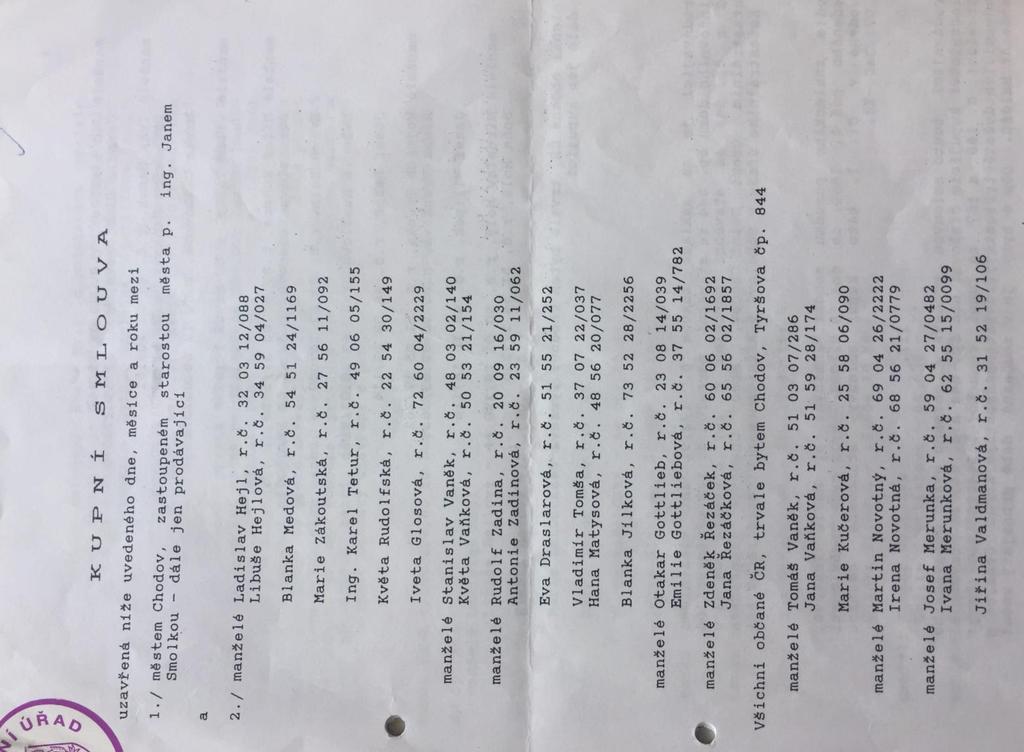 K U P N Í   S M L O U V A
uzavřená níže uvedeného dne, měsíce a roku mezi
1./ městem Chodov, zastoupeném starostou města p. ing. Janem
Smolkou - dále jen prodávající
a
2./ manželé Ladislav Hejl, r.č. 32 03 12/088
Libuše Hejlová, r.č. 34 59 04/027
Blanka Medová, r.č. 54 51 24/1169
Marie Zákoutská, r.č. 27 56 11/092
Ing. Karel Tetur, r.č. 49 06 05/155
Květa Rudolfská, r.č. 22 54 30/149
Iveta Glosová, r.č. 72 60 04/2229
manželé Stanislav Vaněk, r.č. 48 03 02/140
Květa Vaňková, r.č. 50 53 21/154
manželé Rudolf Zadina, r.č. 20 09 16/030
Antonie Zadinová, r.č. 23 59 11/062
Eva Draslarová, r.č. 51 55 21/252
Vladimír Tomša, r.č. 37 07 22/037
Hana Matysová, r.č. 48 56 20/077
Blanka Jílková, r.č. 73 52 28/2256
manželé Otakar Gottlieb, r.č. 23 08 14/039
Emilie Gottliebová, r.č. 37 55 14/782
manželé Zdeněk Řezáček, r.č. 60 06 02/1692
Jana Řezáčková, r.č. 65 56 02/1857
Všichni občané ČR, trvale bytem Chodov, Tyršova čp. 844
manželé Tomáš Vaněk, r.č. 51 03 07/286
Jana Vaňková, r.č. 51 59 28/174
Marie Kučerová, r.č. 25 58 06/090
manželé Martin Novotný, r.č. 69 04 26/2222
Irena Novotná, r.č. 68 56 21/0779
manželé Josef Merunka, r.č. 59 04 27/0482
Ivana Merunková, r.č. 62 55 15/0099
Jiřina Valdmanová, r.č. 31 52 19/106
NÍ ÚŘAD